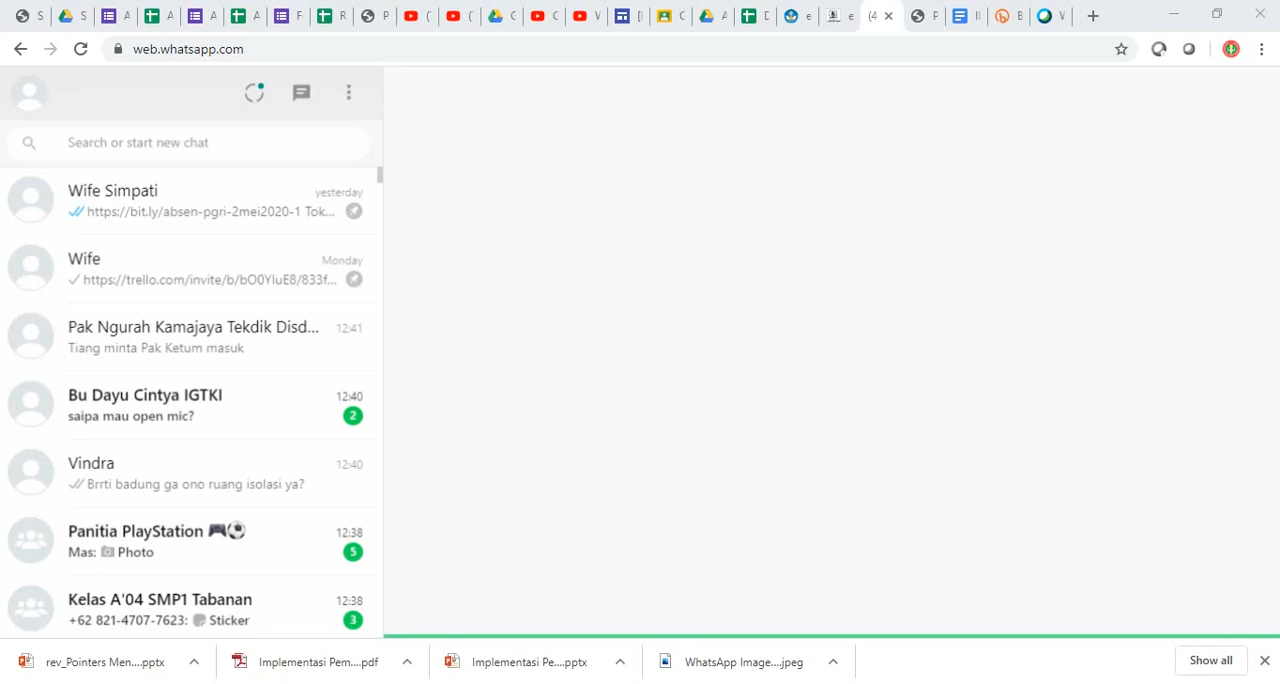 S S A A A A F R P ( ( G C V [ C A D e e (4 P II B V
web.whatsapp.com
Search or start new chat
Wife Simpati yesterday
https://bit.ly/absen-pgri-2mei2020-1 Tok...
Wife Monday
https://trello.com/invite/b/bO0YIuE8/833f...
Pak Ngurah Kamajaya Tekdik Disd... 12:41
Tiang minta Pak Ketum masuk
Bu Dayu Cintya IGTKI 12:40
saipa mau open mic? 2
Vindra 12:40
Brrti badung ga ono ruang isolasi ya?
Panitia PlayStation 🎮⚽ 12:38
Mas: Photo 5
Kelas A'04 SMP1 Tabanan 12:38
+62 821-4707-7623: Sticker 3
rev_Pointers Men....pptx Implementasi Pem....pdf Implementasi Pe....pptx WhatsApp Image....jpeg Show all